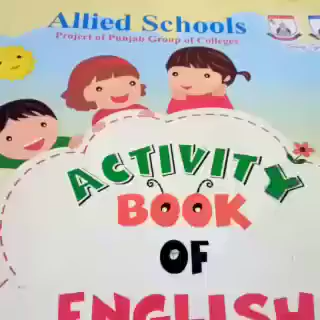 Allied Schools
Project of Punjab Group of Colleges
ACTIVITY
BOOK
OF
ENGLISH